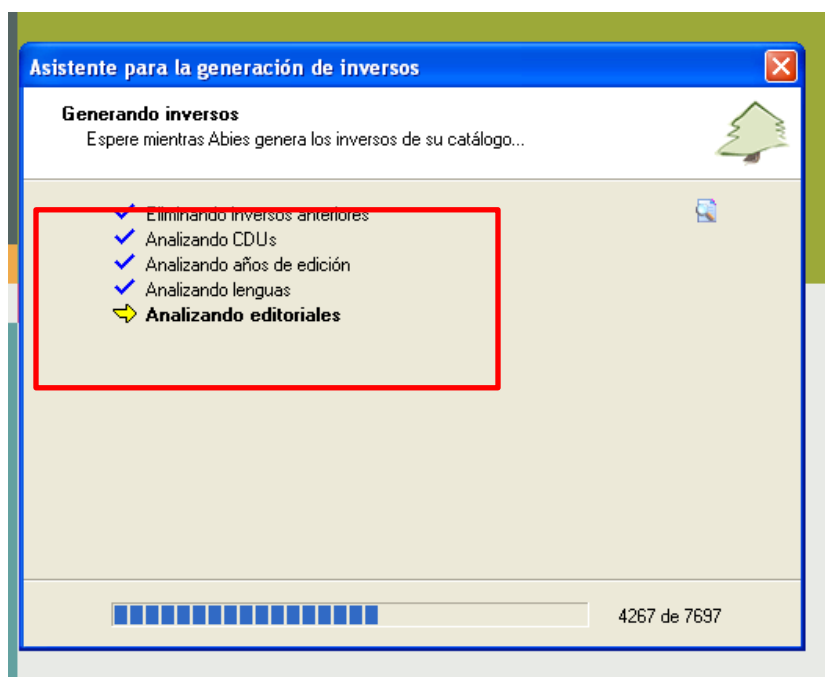 Asistente para la generación de inversos
Generando inversos
Espere mientras Abies genera los inversos de su catálogo...
Eliminando inversos anteriores
Analizando CDUs
Analizando años de edición
Analizando lenguas
Analizando editoriales
4267 de 7697